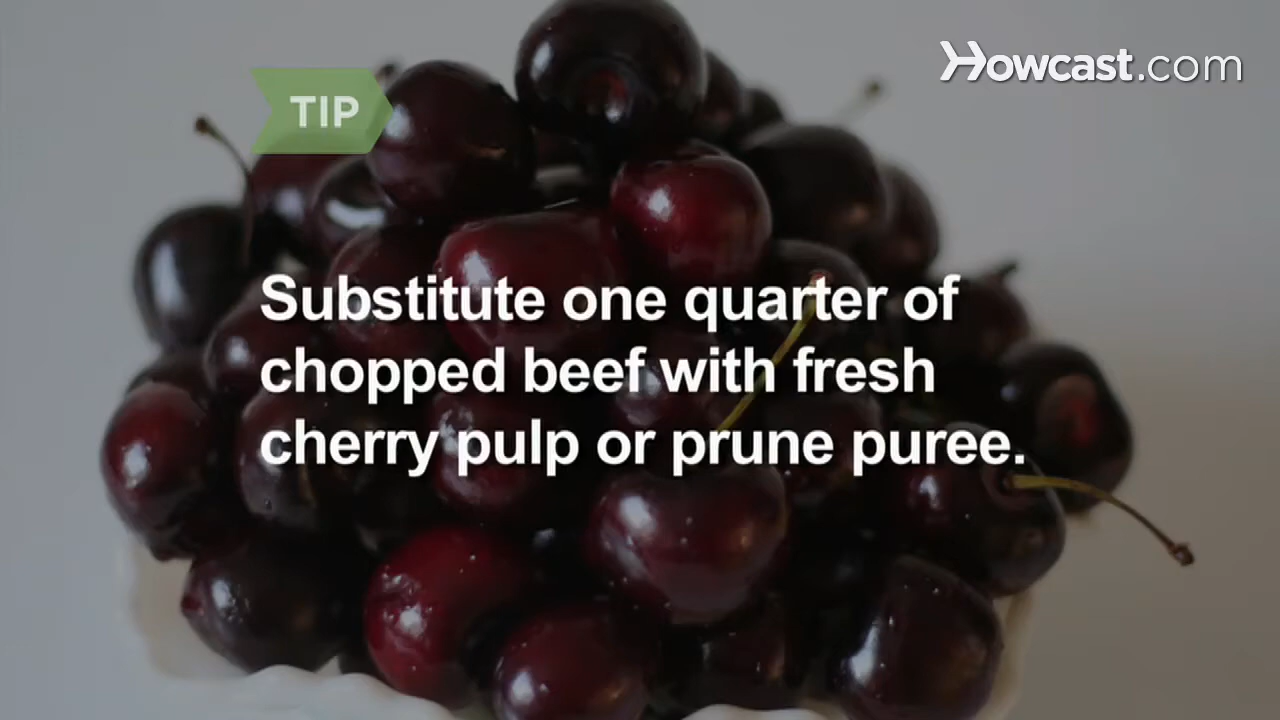 Howcast.com
TIP
Substitute one quarter of
chopped beef with fresh
cherry pulp or prune puree.